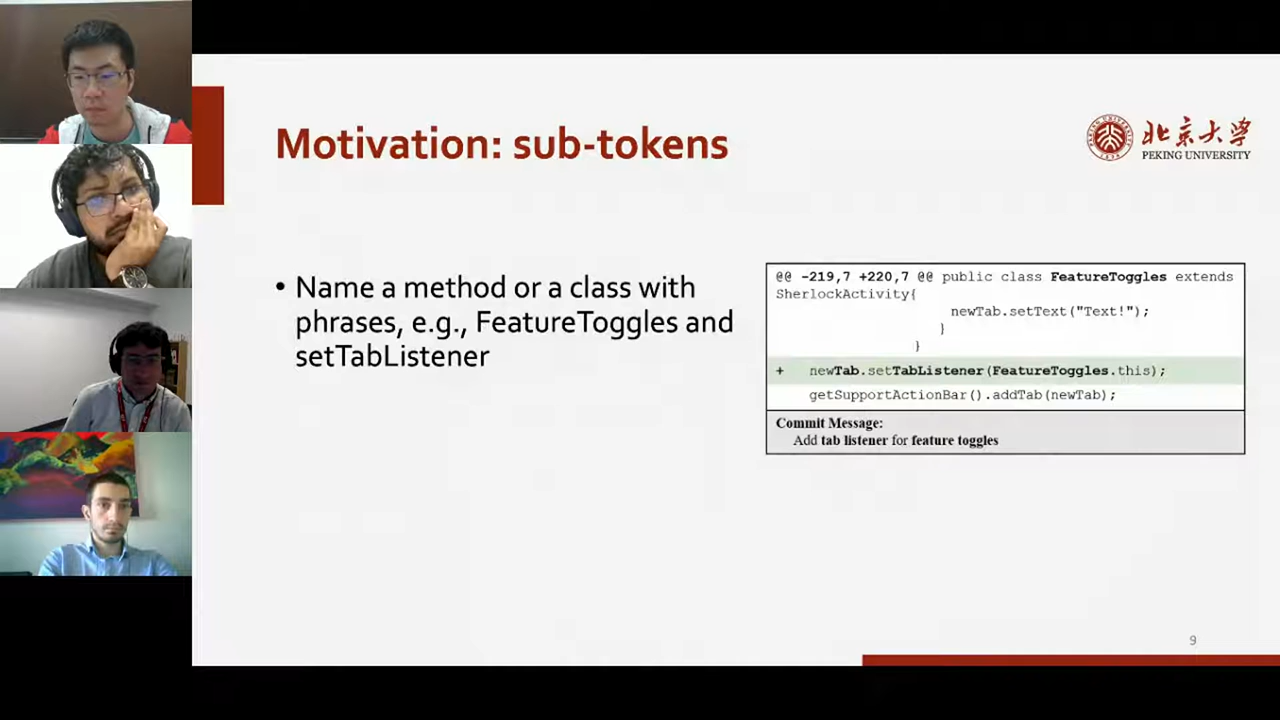 Motivation: sub-tokens
北京大学
PEKING UNIVERSITY
• Name a method or a class with
phrases, e.g., FeatureToggles and
setTabListener
@@ -219,7 +220,7 @@ public class FeatureToggles extends
SherlockActivity{
newTab.setText("Text!");
}
}
+ newTab.setTabListener(FeatureToggles.this);
getSupportActionBar().addTab(newTab);
Commit Message:
Add tab listener for feature toggles
9